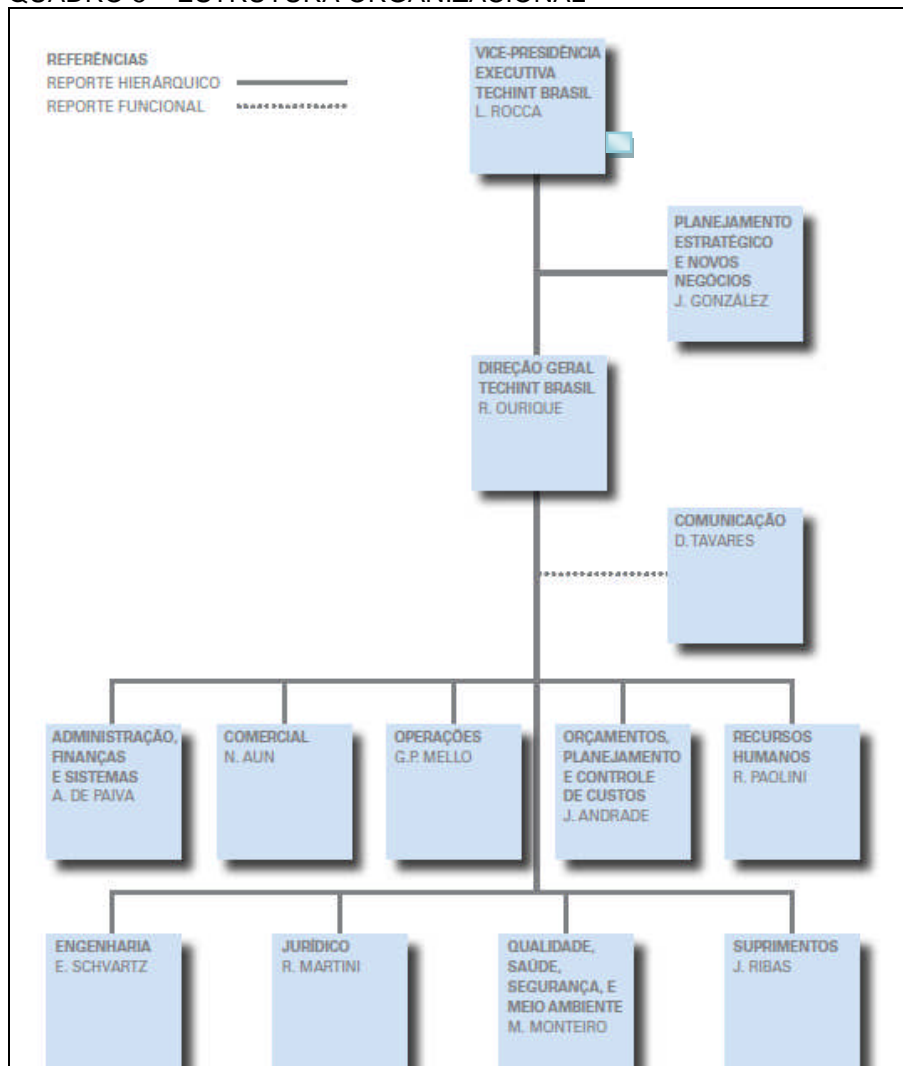 ESTRUTURA ORGANIZACIONAL
REFERÊNCIAS
REPORTE HIERÁRQUICO
REPORTE FUNCIONAL
VICE-PRESIDÊNCIA
EXECUTIVA
TECHINT BRASIL
L. ROCCA
PLANEJAMENTO
ESTRATÉGICO
E NOVOS
NEGÓCIOS
J. GONZÁLEZ
DIREÇÃO GERAL
TECHINT BRASIL
R. OURIQUE
COMUNICAÇÃO
D. TAVARES
ADMINISTRAÇÃO,
FINANÇAS
E SISTEMAS
A. DE PAIVA
COMERCIAL
N. AUN
OPERAÇÕES
G.P. MELLO
ORÇAMENTOS,
PLANEJAMENTO
E CONTROLE
DE CUSTOS
J. ANDRADE
RECURSOS
HUMANOS
R. PAOLINI
ENGENHARIA
E. SCHVARTZ
JURÍDICO
R. MARTINI
QUALIDADE,
SAÚDE,
SEGURANÇA, E
MEIO AMBIENTE
M. MONTEIRO
SUPRIMENTOS
J. RIBAS